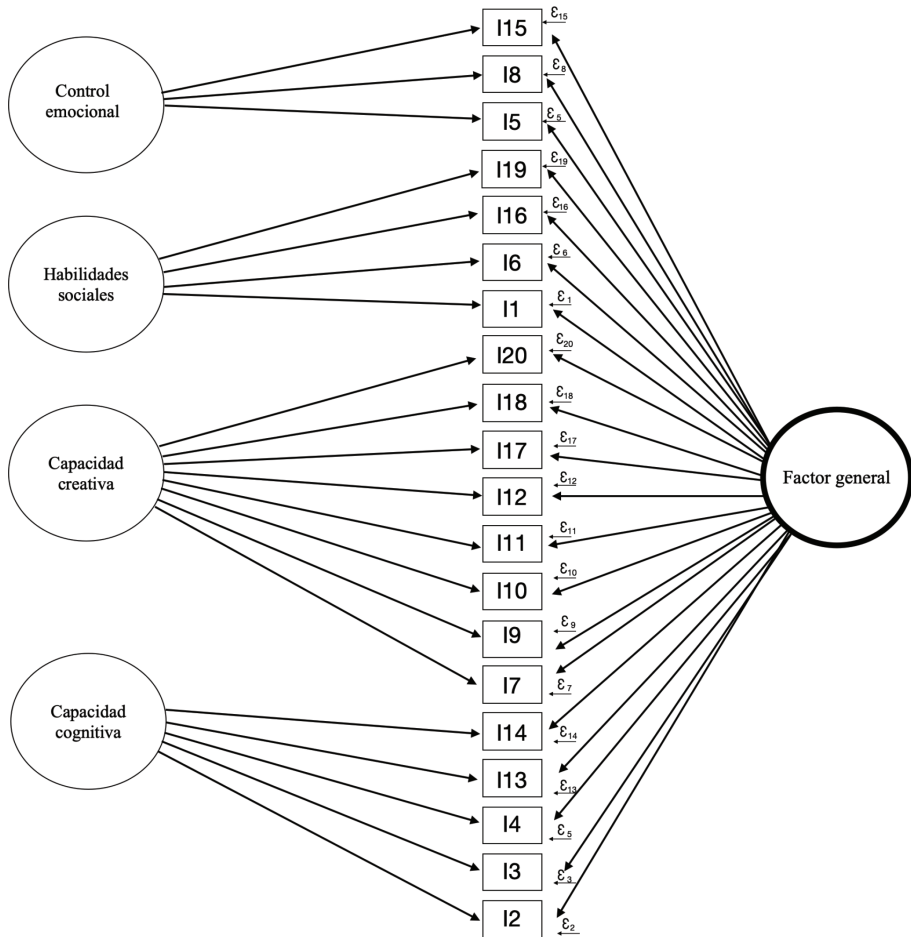 Control
emocional
Habilidades
sociales
Capacidad
creativa
Capacidad
cognitiva
I15
ε15
I8
ε8
I5
ε5
I19
ε19
I16
ε16
I6
ε6
I1
ε1
I20
ε20
I18
ε18
I17
ε17
I12
ε12
I11
ε11
I10
ε10
I9
ε9
I7
ε7
I14
ε14
I13
ε13
I4
ε5
I3
ε3
I2
ε2
Factor general